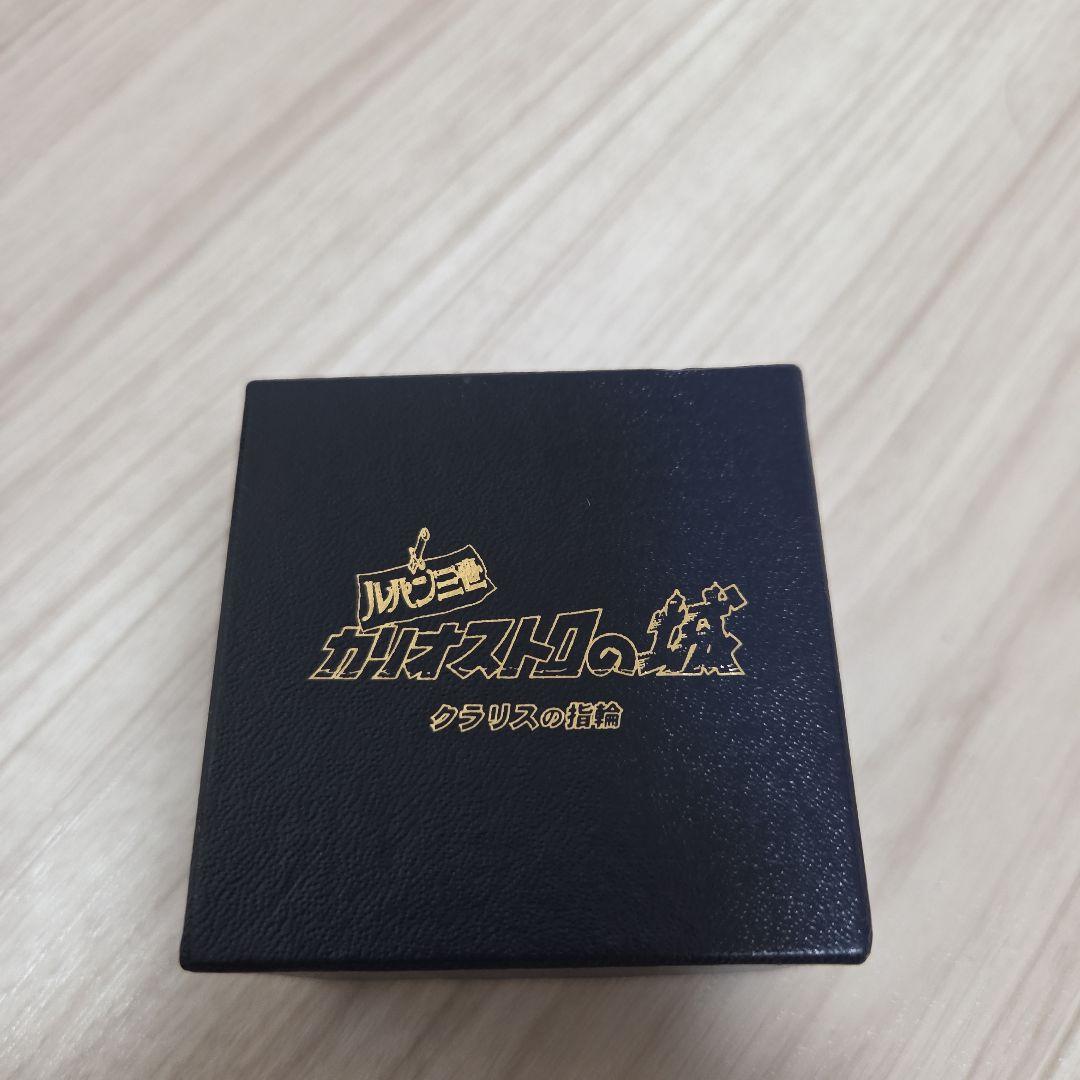 ルパン三世
カリオストロの城
クラリスの指輪